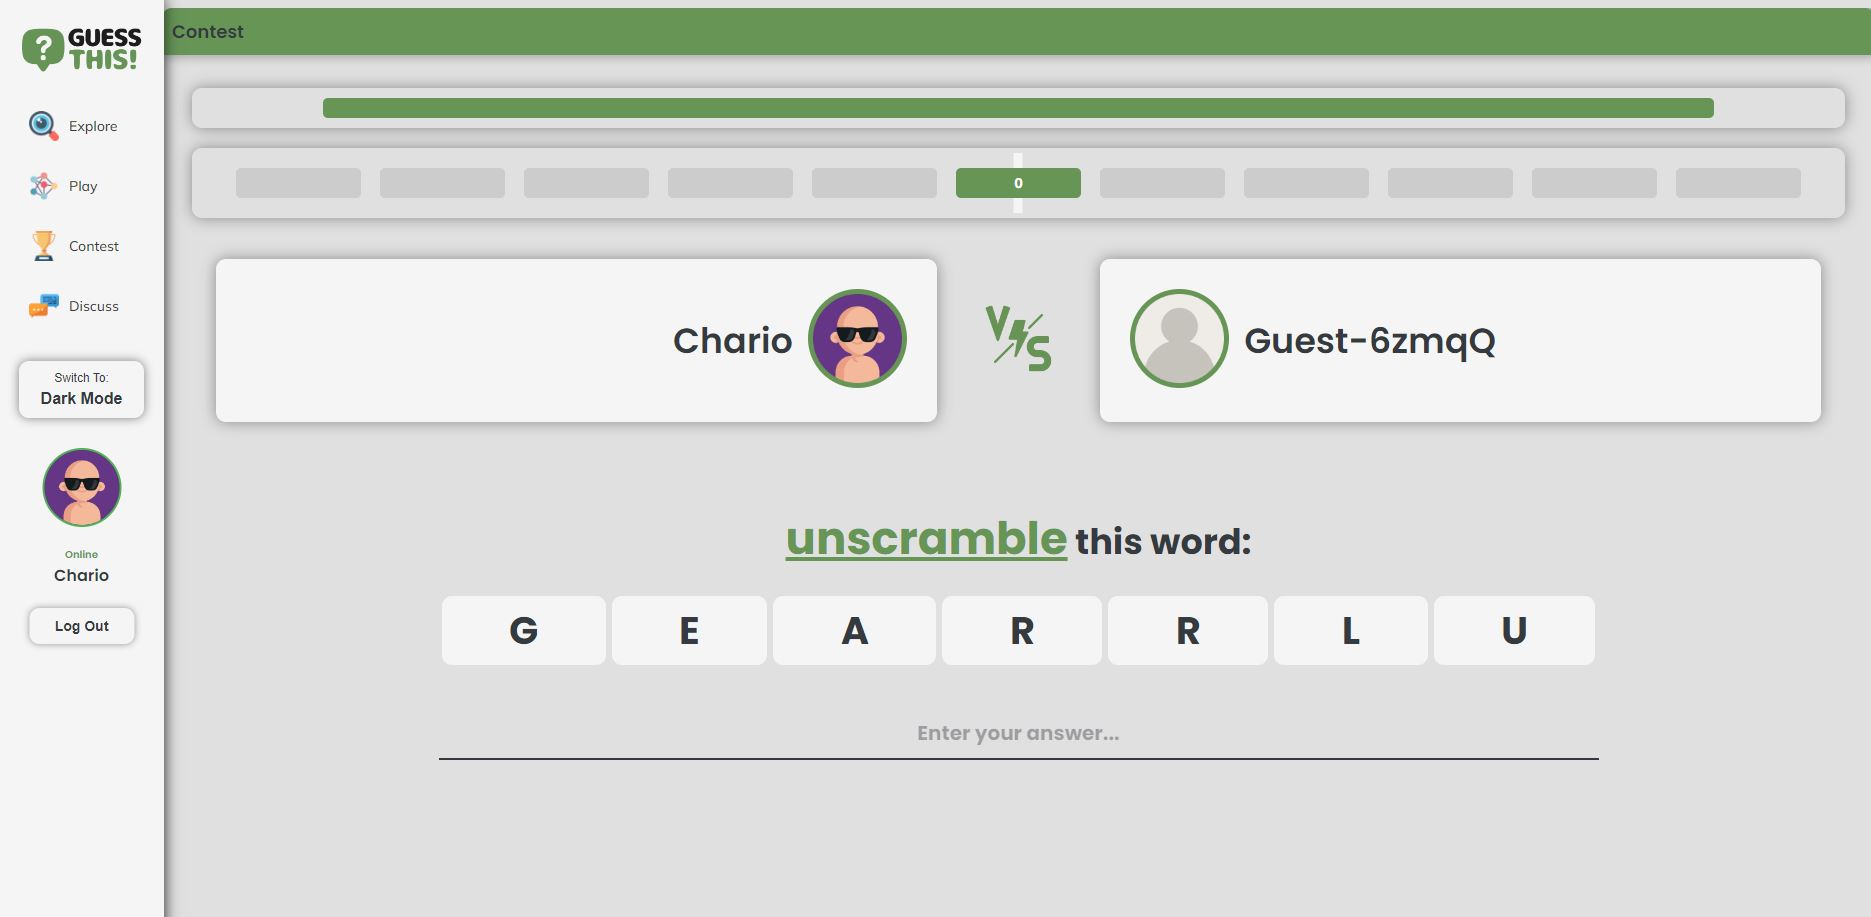 GUESS
THIS!
Explore
Play
Contest
Discuss
Switch To:
Dark Mode
Online
Chario
Log Out
Contest
0
Chario
VS
Guest-6zmqQ
unscramble this word:
G E A R R L U
Enter your answer...